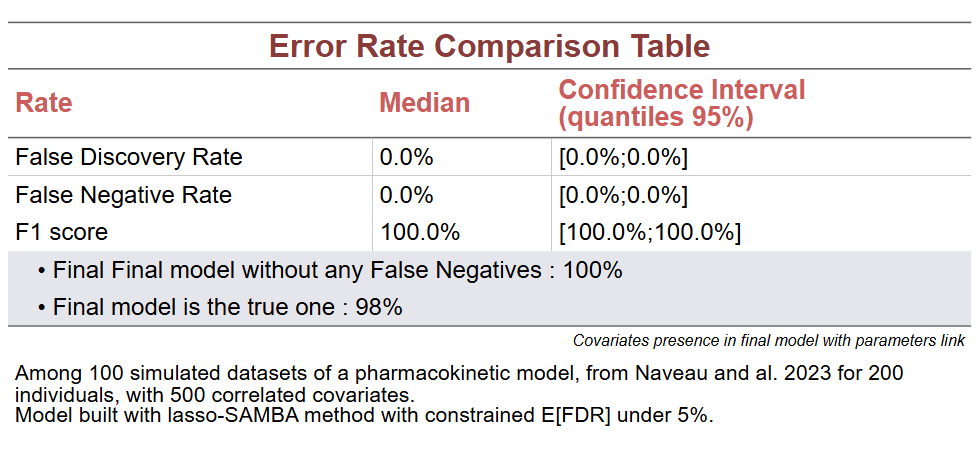 Error Rate Comparison Table
Rate Median Confidence Interval
(quantiles 95%)
False Discovery Rate 0.0% [0.0%;0.0%]
False Negative Rate 0.0% [0.0%;0.0%]
F1 score 100.0% [100.0%;100.0%]
• Final Final model without any False Negatives : 100%
• Final model is the true one : 98%
Covariates presence in final model with parameters link
Among 100 simulated datasets of a pharmacokinetic model, from Naveau and al. 2023 for 200
individuals, with 500 correlated covariates.
Model built with lasso-SAMBA method with constrained E[FDR] under 5%.